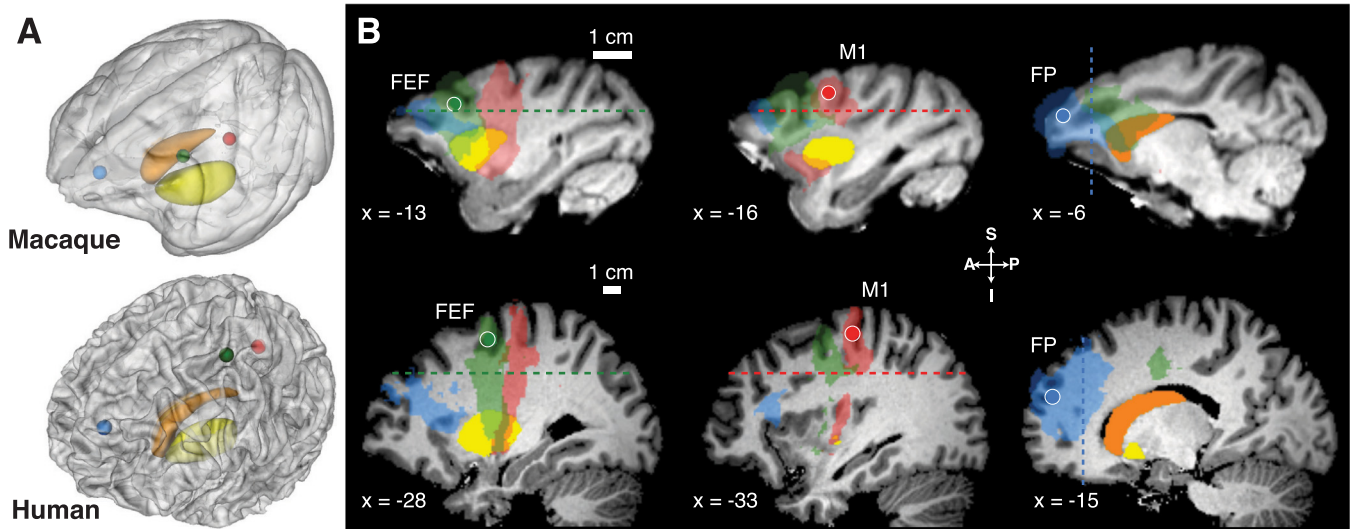 A
Macaque
Human
B
1 cm
FEF
M1
FP
x = -13
x = -16
x = -6
S
A P
I
1 cm
FEF
M1
FP
x = -28
x = -33
x = -15